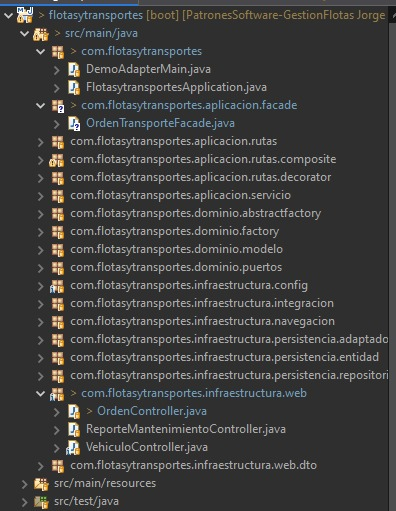 > flotasytransportes [boot] [PatronesSoftware-GestionFlotas Jorge
> src/main/java
> com.flotasytransportes
DemoAdapterMain.java
FlotasytransportesApplication.java
> com.flotasytransportes.aplicacion.facade
OrdenTransporteFacade.java
com.flotasytransportes.aplicacion.rutas
com.flotasytransportes.aplicacion.rutas.composite
com.flotasytransportes.aplicacion.rutas.decorator
com.flotasytransportes.aplicacion.servicio
com.flotasytransportes.dominio.abstractfactory
com.flotasytransportes.dominio.factory
com.flotasytransportes.dominio.modelo
com.flotasytransportes.dominio.puertos
com.flotasytransportes.infraestructura.config
com.flotasytransportes.infraestructura.integracion
com.flotasytransportes.infraestructura.navegacion
com.flotasytransportes.infraestructura.persistencia.adaptado
com.flotasytransportes.infraestructura.persistencia.entidad
com.flotasytransportes.infraestructura.persistencia.repositori
> com.flotasytransportes.infraestructura.web
> OrdenController.java
ReporteMantenimientoController.java
VehiculoController.java
com.flotasytransportes.infraestructura.web.dto
src/main/resources
src/test/java